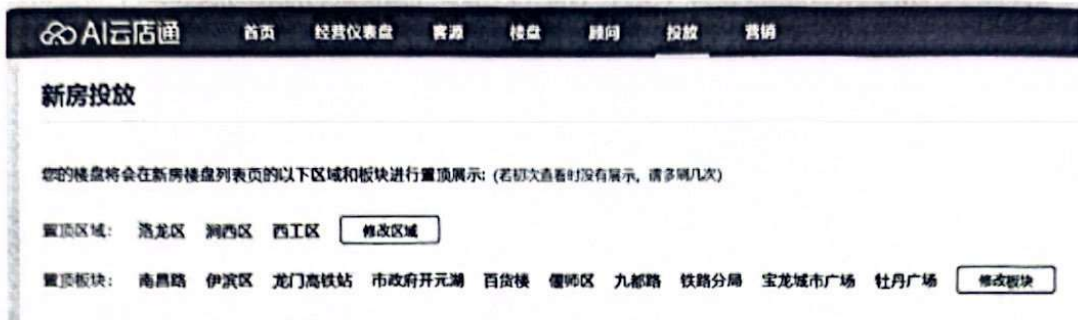 AI云店通 首页 经营仪表盘 客源 楼盘 顾问 投放 营销
新房投放
您的楼盘将会在新房楼盘列表页的以下区域和板块进行置顶展示: (若初次查看时没有展示, 请多刷几次)
置顶区域: 洛龙区 涧西区 西工区 修改区域
置顶板块: 南昌路 伊滨区 龙门高铁站 市政府开元湖 百货楼 偃师区 九都路 铁路分局 宝龙城市广场 牡丹广场 修改板块